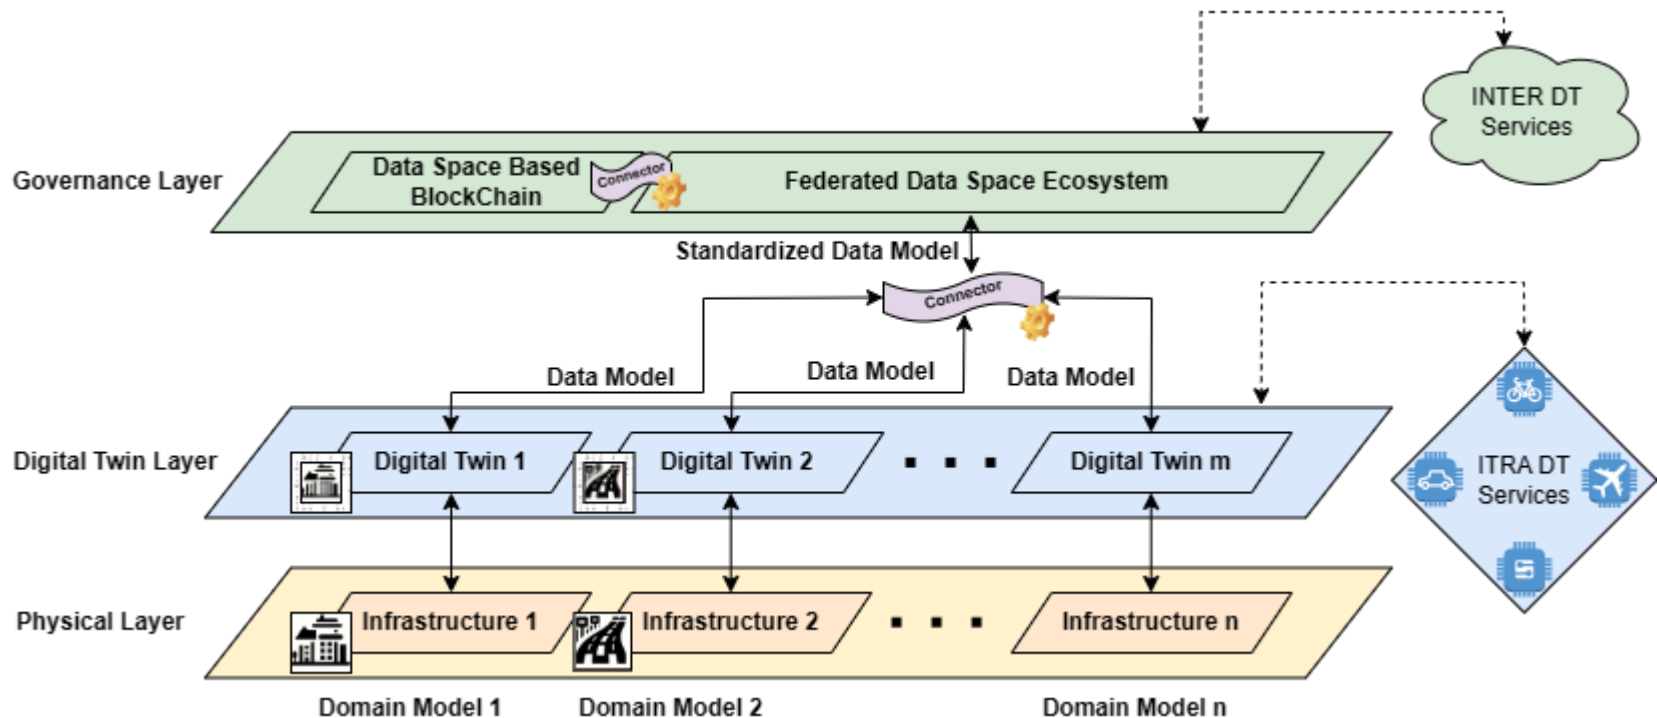 INTER DT
Services
Governance Layer
Data Space Based
BlockChain
Connector
Federated Data Space Ecosystem
Standardized Data Model
Connector
Data Model
Data Model
Data Model
Digital Twin Layer
Digital Twin 1
Digital Twin 2
Digital Twin m
ITRA DT
Services
Physical Layer
Infrastructure 1
Infrastructure 2
Infrastructure n
Domain Model 1
Domain Model 2
Domain Model n